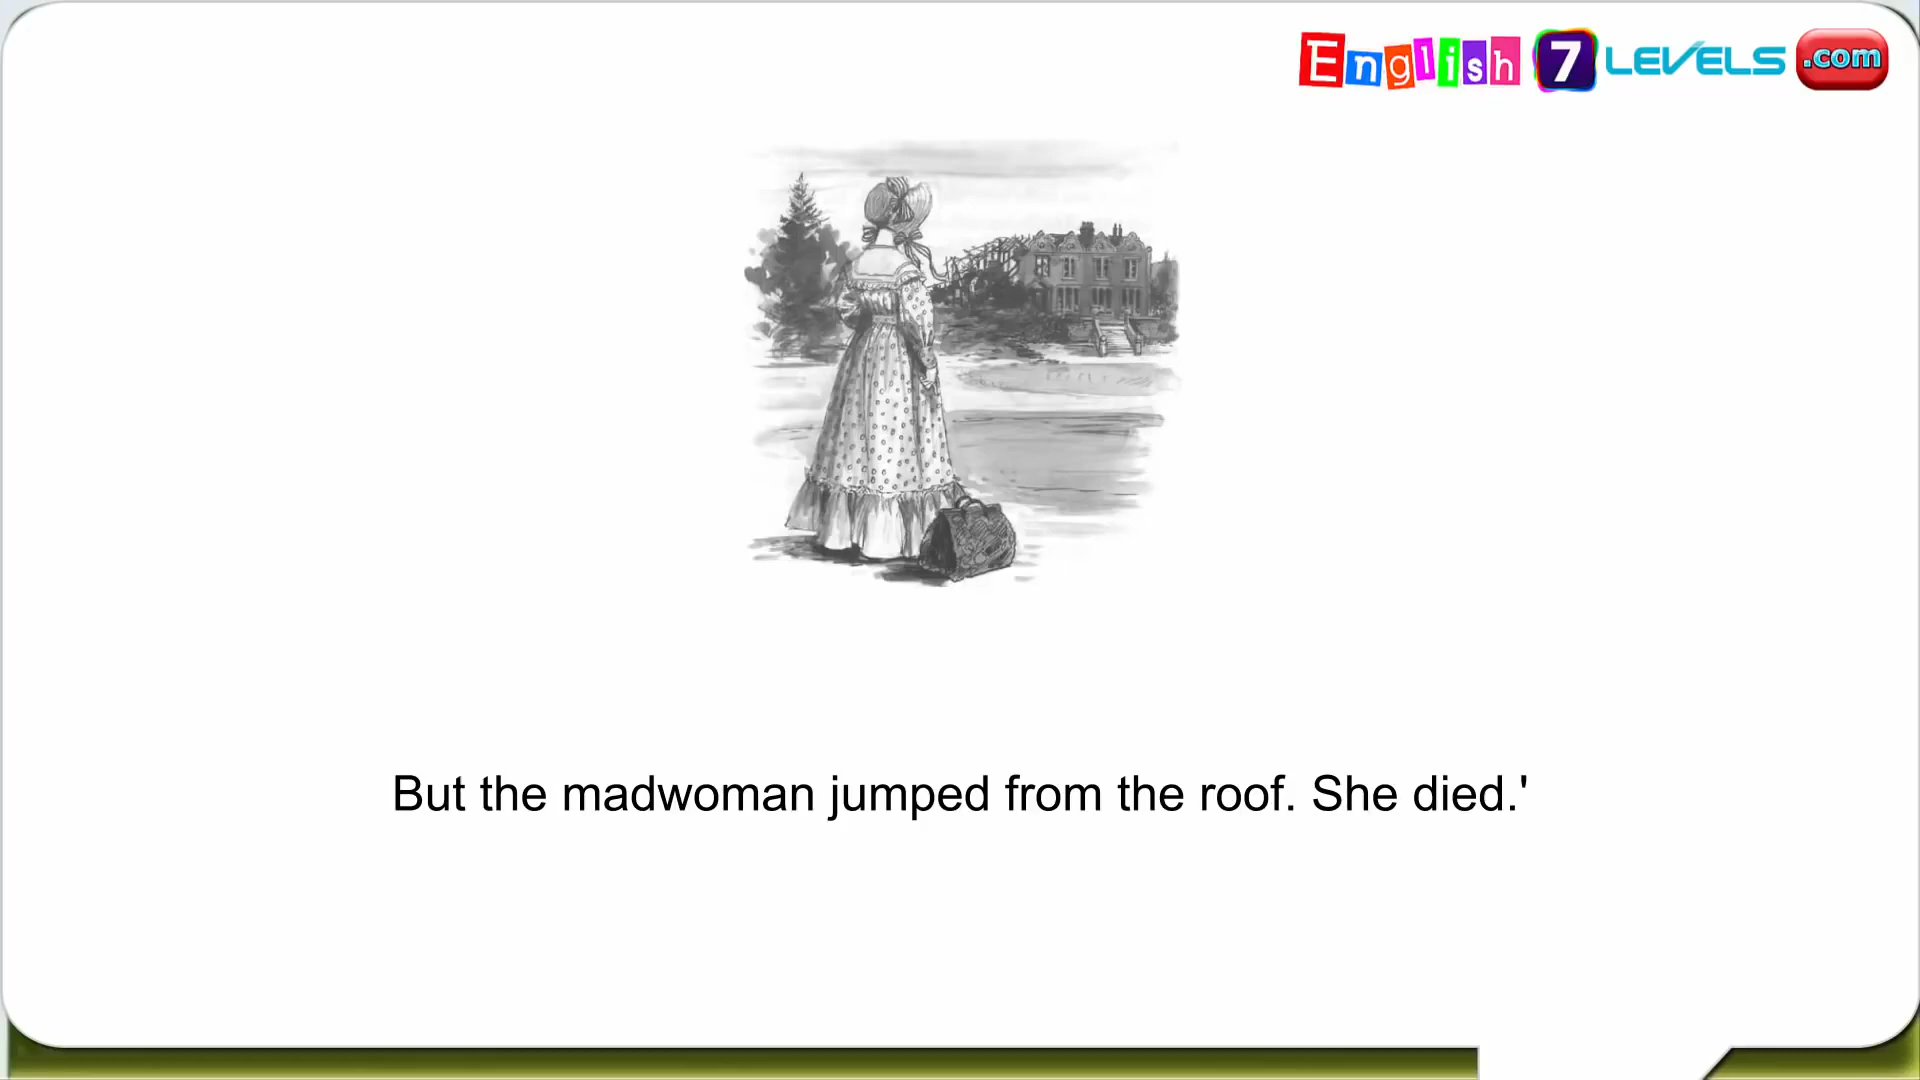 English 7 LEVELS .com
But the madwoman jumped from the roof. She died.'